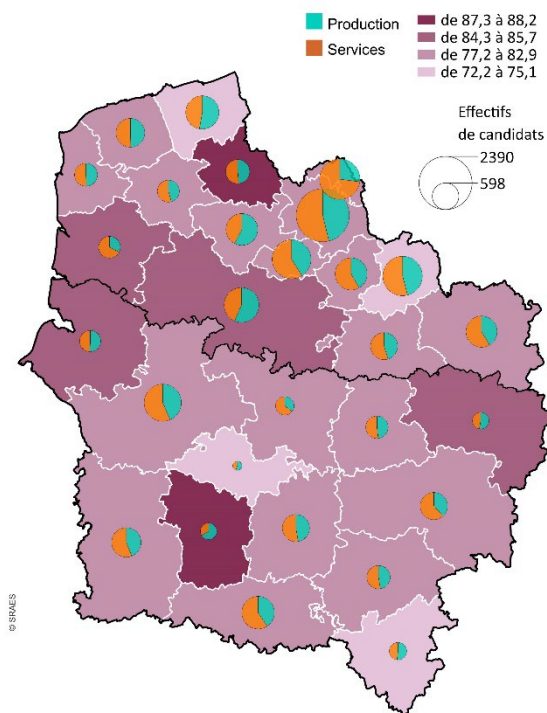 Production
Services
de 87,3 à 88,2
de 84,3 à 85,7
de 77,2 à 82,9
de 72,2 à 75,1
Effectifs
de candidats
2390
598
© SRAES